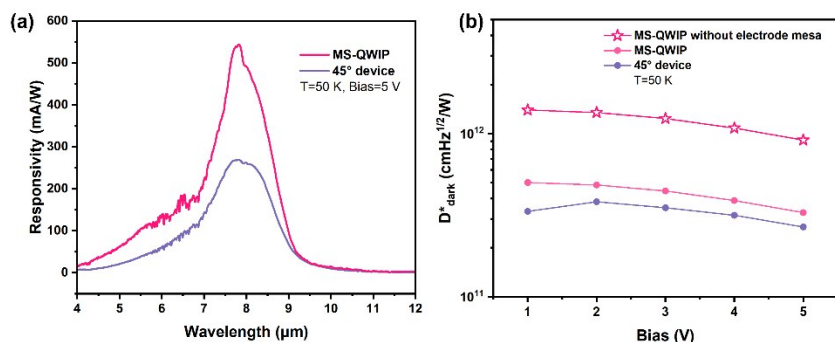 (a)
600
500
400
300
200
100
0
Responsivity (mA/W)
MS-QWIP
45° device
T=50 K, Bias=5 V
4 5 6 7 8 9 10 11 12
Wavelength (μm)
(b)
10¹²
10¹¹
D*dark (cmHz1/2/W)
MS-QWIP without electrode mesa
MS-QWIP
45° device
T=50 K
1 2 3 4 5
Bias (V)